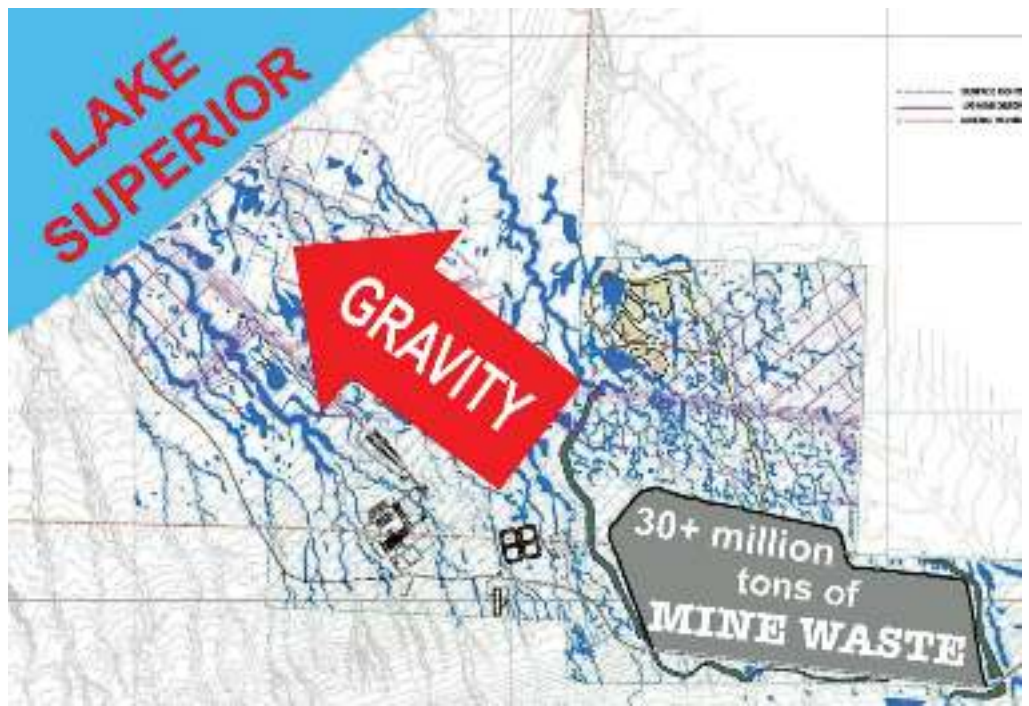 LAKE
SUPERIOR
GRAVITY
30+ million
tons of
MINE WASTE